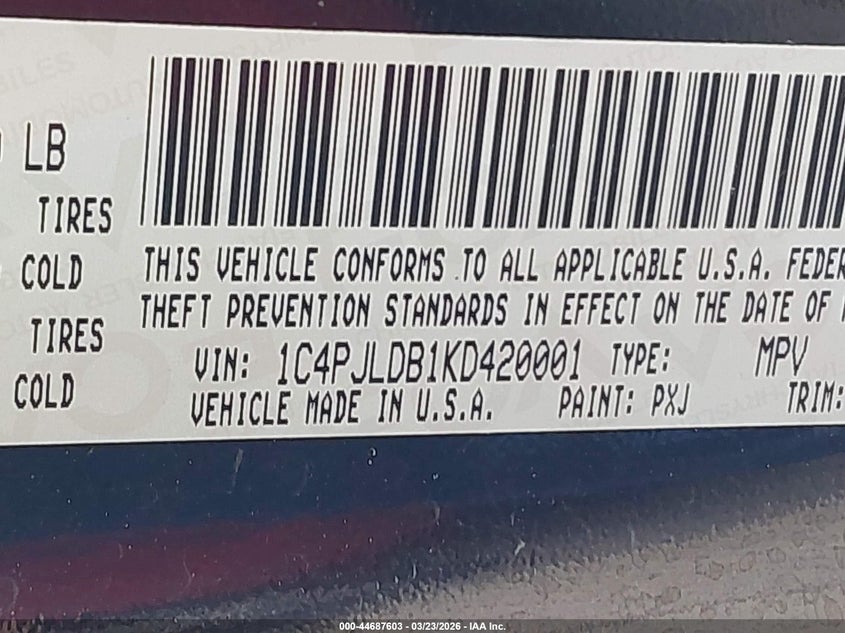 LB
TIRES
COLD
TIRES
COLD
THIS VEHICLE CONFORMS TO ALL APPLICABLE U.S.A. FEDER
THEFT PREVENTION STANDARDS IN EFFECT ON THE DATE OF
VIN: 1C4PJLDB1KD420001 TYPE: MPV
VEHICLE MADE IN U.S.A. PAINT: PXJ TRIM:
000-44687603 - 03/23/2026 - IAA Inc.